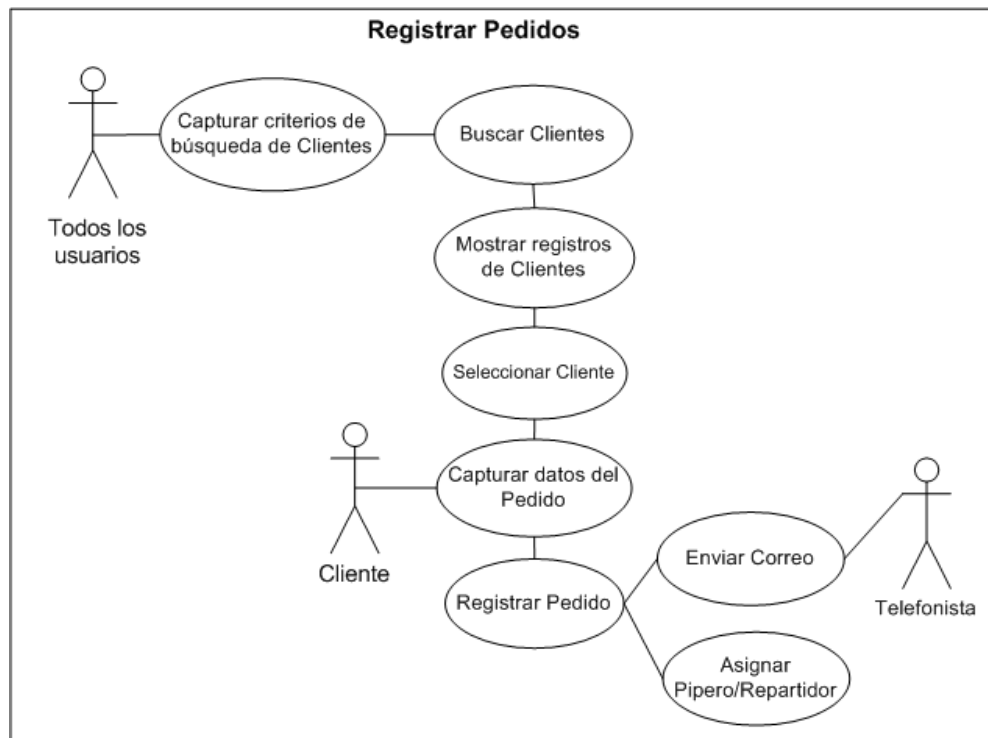 Registrar Pedidos
Capturar criterios de
búsqueda de Clientes
Buscar Clientes
Todos los
usuarios
Mostrar registros
de Clientes
Seleccionar Cliente
Capturar datos del
Pedido
Cliente
Enviar Correo
Registrar Pedido
Telefonista
Asignar
Pipero/Repartidor